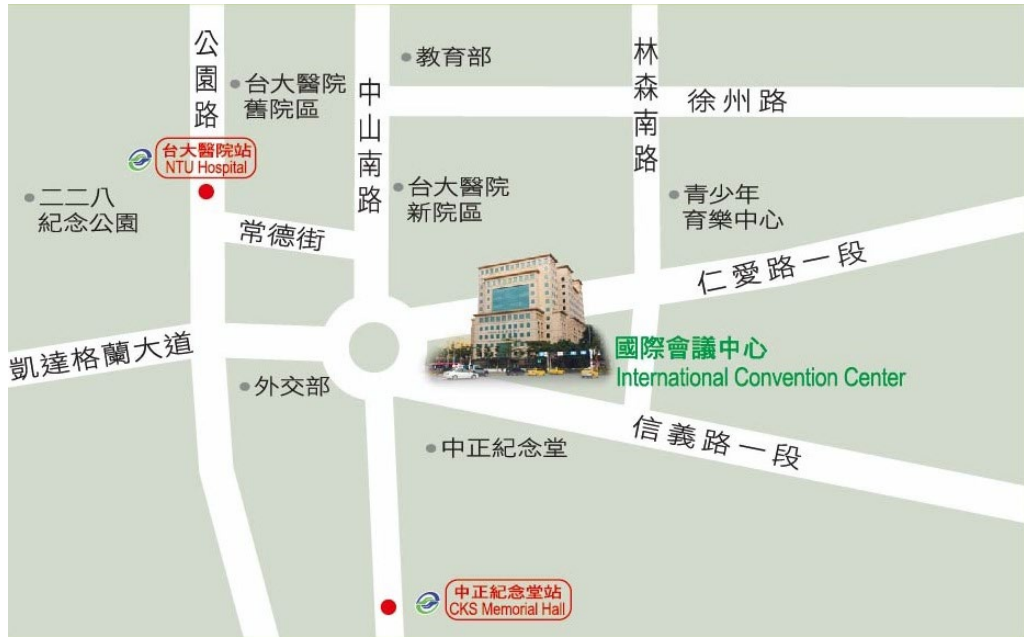 公園路
台大醫院
舊院區
中山南路
教育部
林森南路
徐州路
台大醫院站
NTU Hospital
二二八
紀念公園
台大醫院
新院區
青少年
育樂中心
常德街
仁愛路一段
凱達格蘭大道
國際會議中心
International Convention Center
外交部
中正紀念堂
信義路一段
中正紀念堂站
CKS Memorial Hall